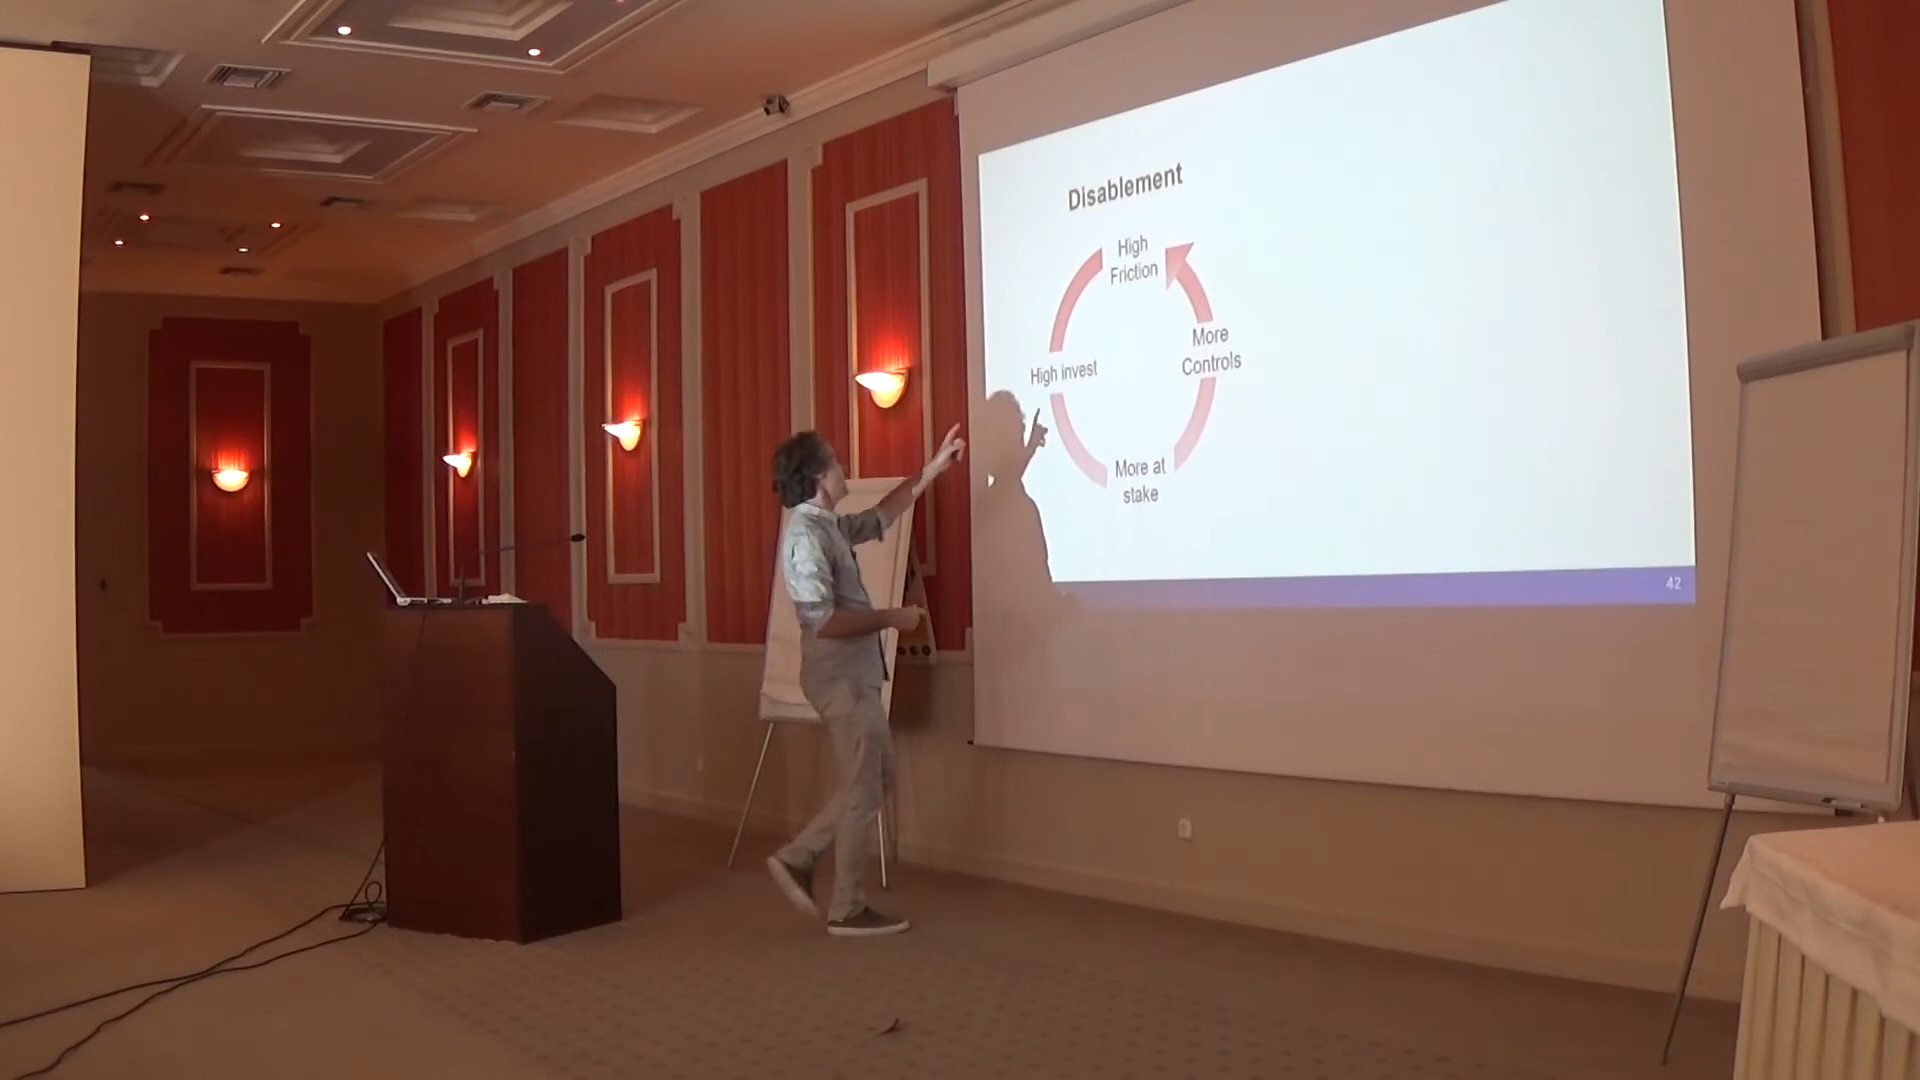 Disablement
High
Friction
More
Controls
High invest
More at
stake
42